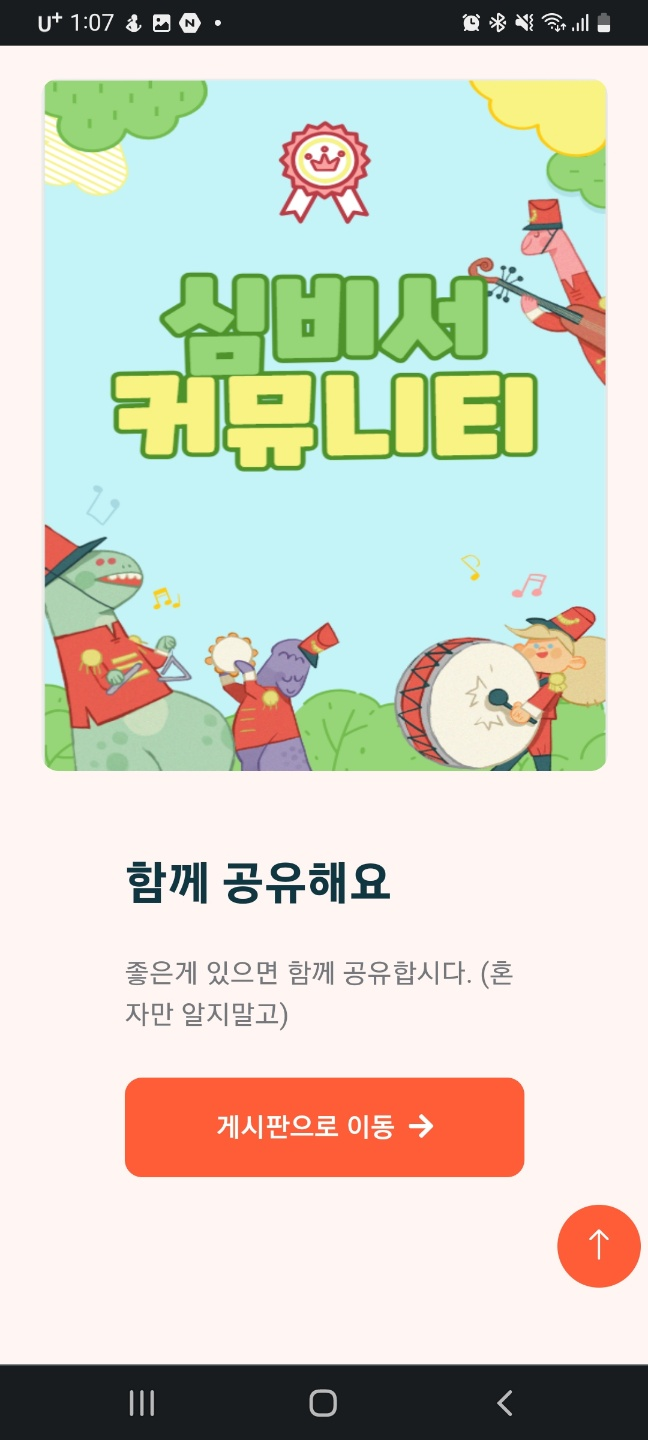 U+ 1:07
N
심비서
커뮤니티
함께 공유해요
좋은게 있으면 함께 공유합시다. (혼
자만 알지말고)
게시판으로 이동